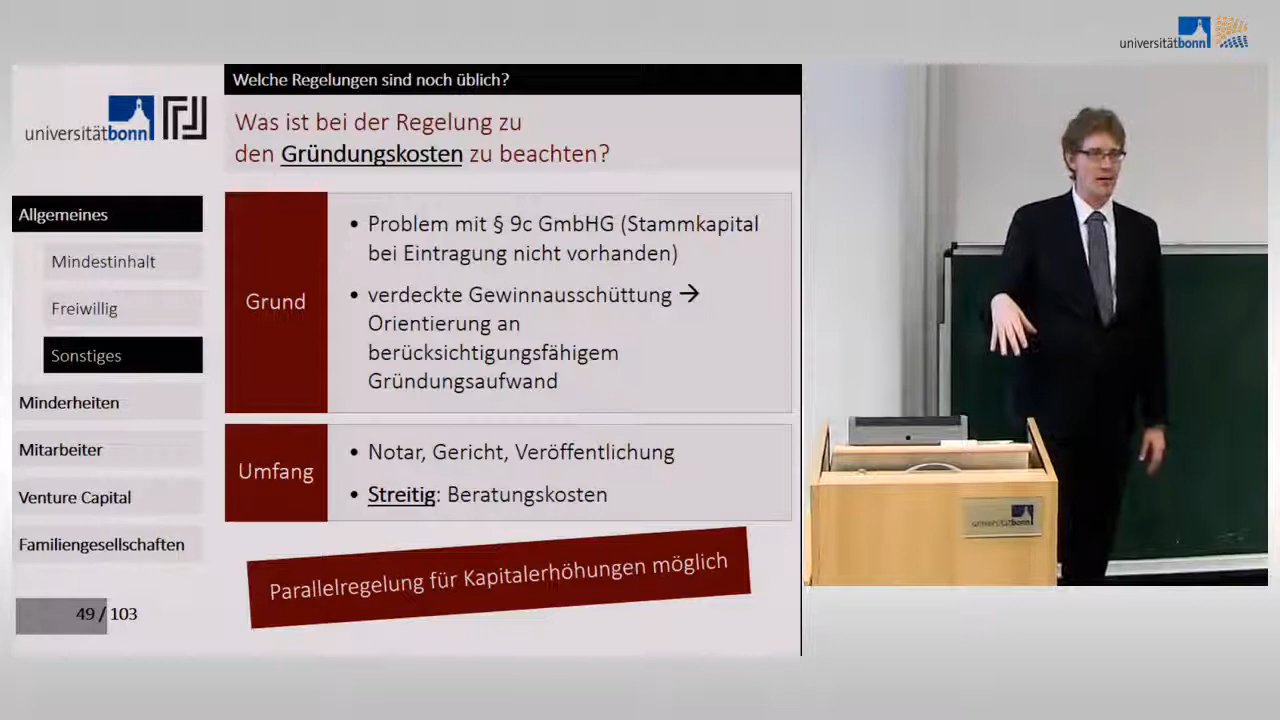 universitätbonn
Welche Regelungen sind noch üblich?
universitätbonn
Was ist bei der Regelung zu
den Gründungskosten zu beachten?
Allgemeines
Mindestinhalt
Freiwillig
Sonstiges
Minderheiten
Mitarbeiter
Venture Capital
Familiengesellschaften
49 / 103
Grund
• Problem mit § 9c GmbHG (Stammkapital
bei Eintragung nicht vorhanden)
• verdeckte Gewinnausschüttung →
Orientierung an
berücksichtigungsfähigem
Gründungsaufwand
Umfang
• Notar, Gericht, Veröffentlichung
• Streitig: Beratungskosten
Parallelregelung für Kapitalerhöhungen möglich
universitätbonn